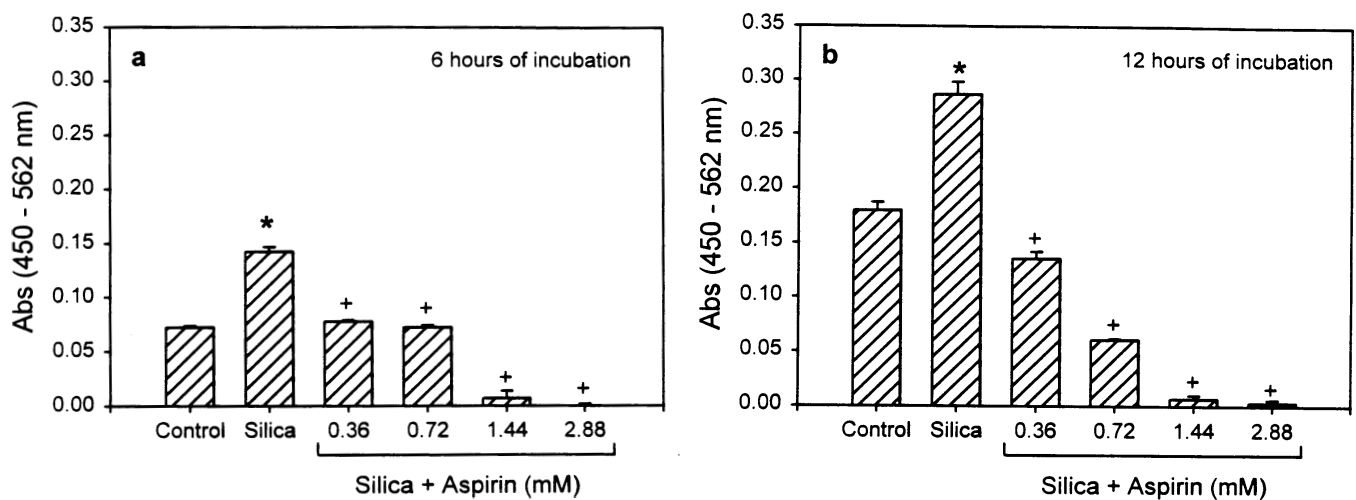 a
6 hours of incubation
Abs (450 - 562 nm)
0.35
0.30
0.25
0.20
0.15
0.10
0.05
0.00
*
+
+
+
+
Control Silica 0.36 0.72 1.44 2.88
Silica + Aspirin (mM)
b
12 hours of incubation
Abs (450 - 562 nm)
0.35
0.30
0.25
0.20
0.15
0.10
0.05
0.00
*
+
+
+
+
Control Silica 0.36 0.72 1.44 2.88
Silica + Aspirin (mM)